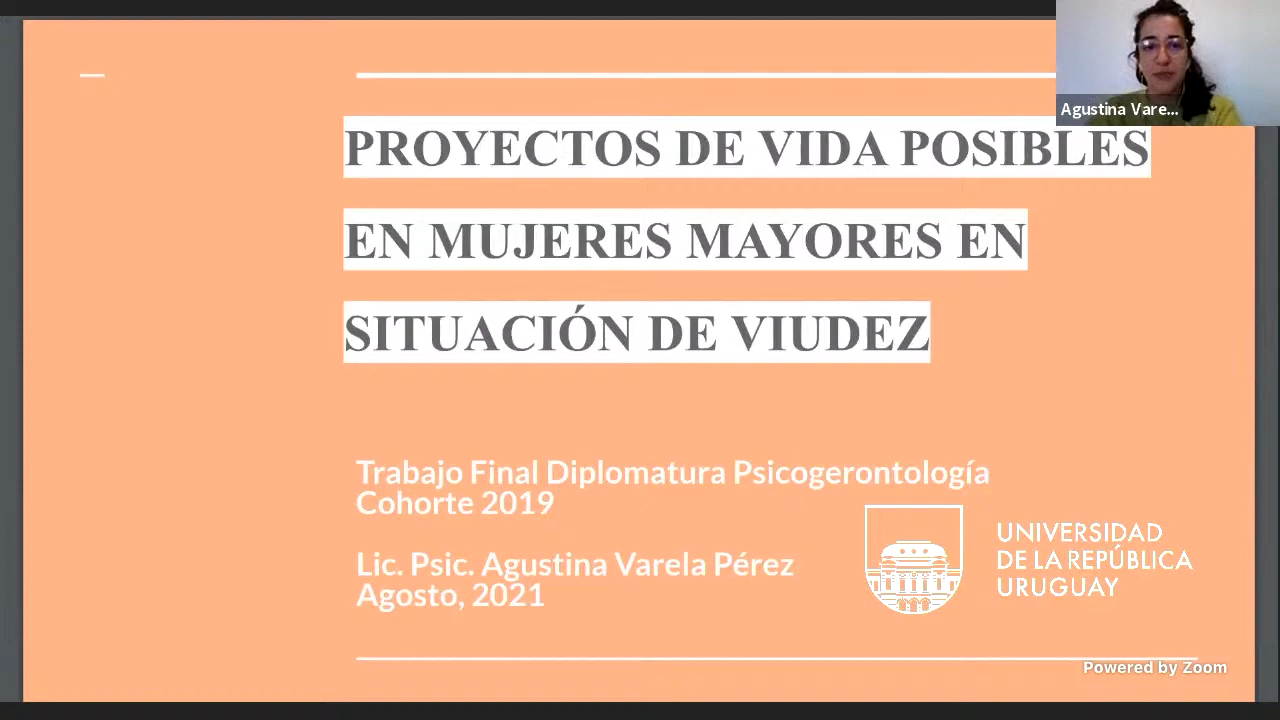 Agustina Vare...
PROYECTOS DE VIDA POSIBLES
EN MUJERES MAYORES EN
SITUACIÓN DE VIUDEZ
Trabajo Final Diplomatura Psicogerontología
Cohorte 2019
Lic. Psic. Agustina Varela Pérez
Agosto, 2021
UNIVERSIDAD
DE LA REPÚBLICA
URUGUAY
Powered by Zoom